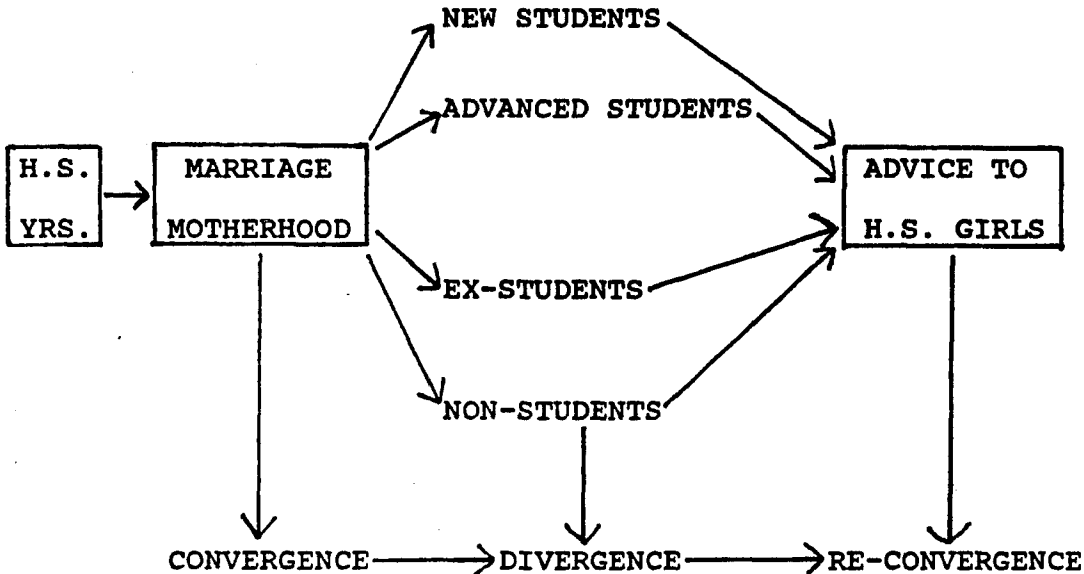 NEW STUDENTS
ADVANCED STUDENTS
H.S.
YRS.
MARRIAGE
MOTHERHOOD
ADVICE TO
H.S. GIRLS
EX-STUDENTS
NON-STUDENTS
CONVERGENCE
DIVERGENCE
RE-CONVERGENCE